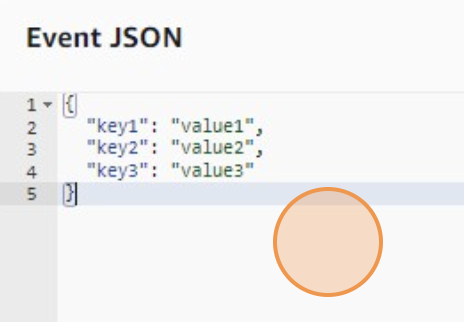 Event JSON
1 {
2 "key1": "value1",
3 "key2": "value2",
4 "key3": "value3"
5 }